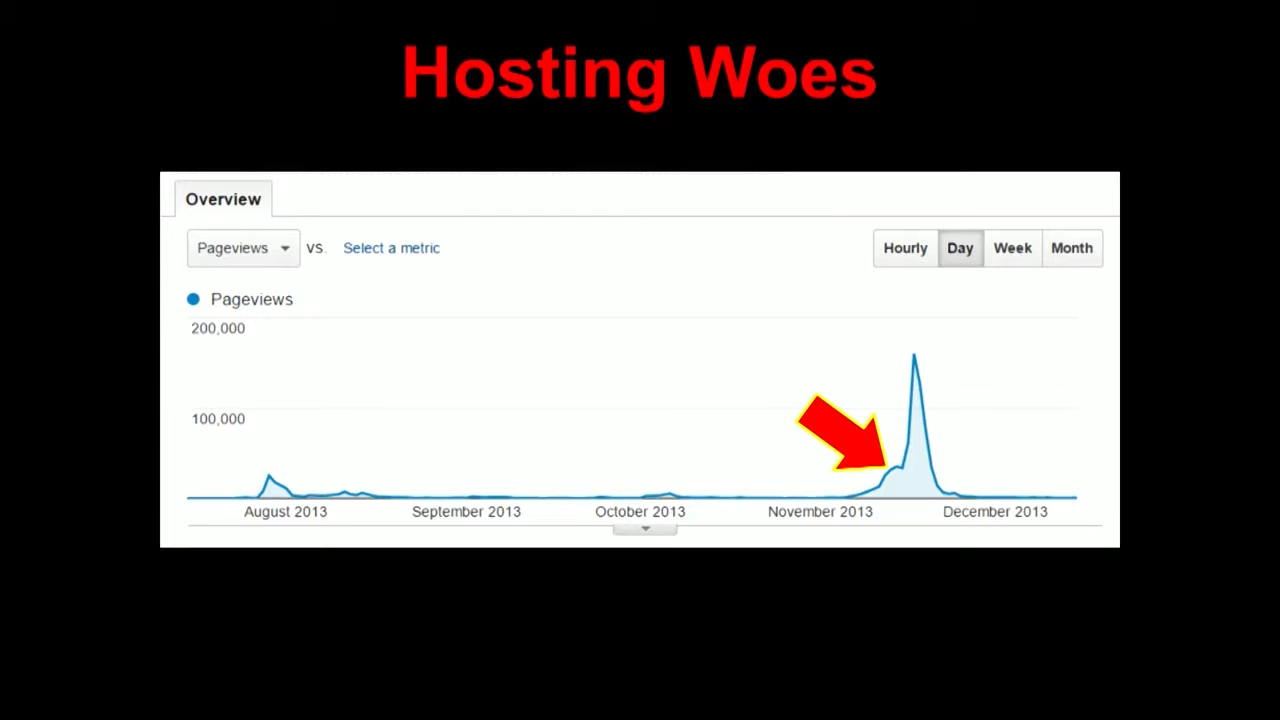 Hosting Woes
Overview
Pageviews vs. Select a metric Hourly Day Week Month
Pageviews
200,000
100,000
August 2013 September 2013 October 2013 November 2013 December 2013